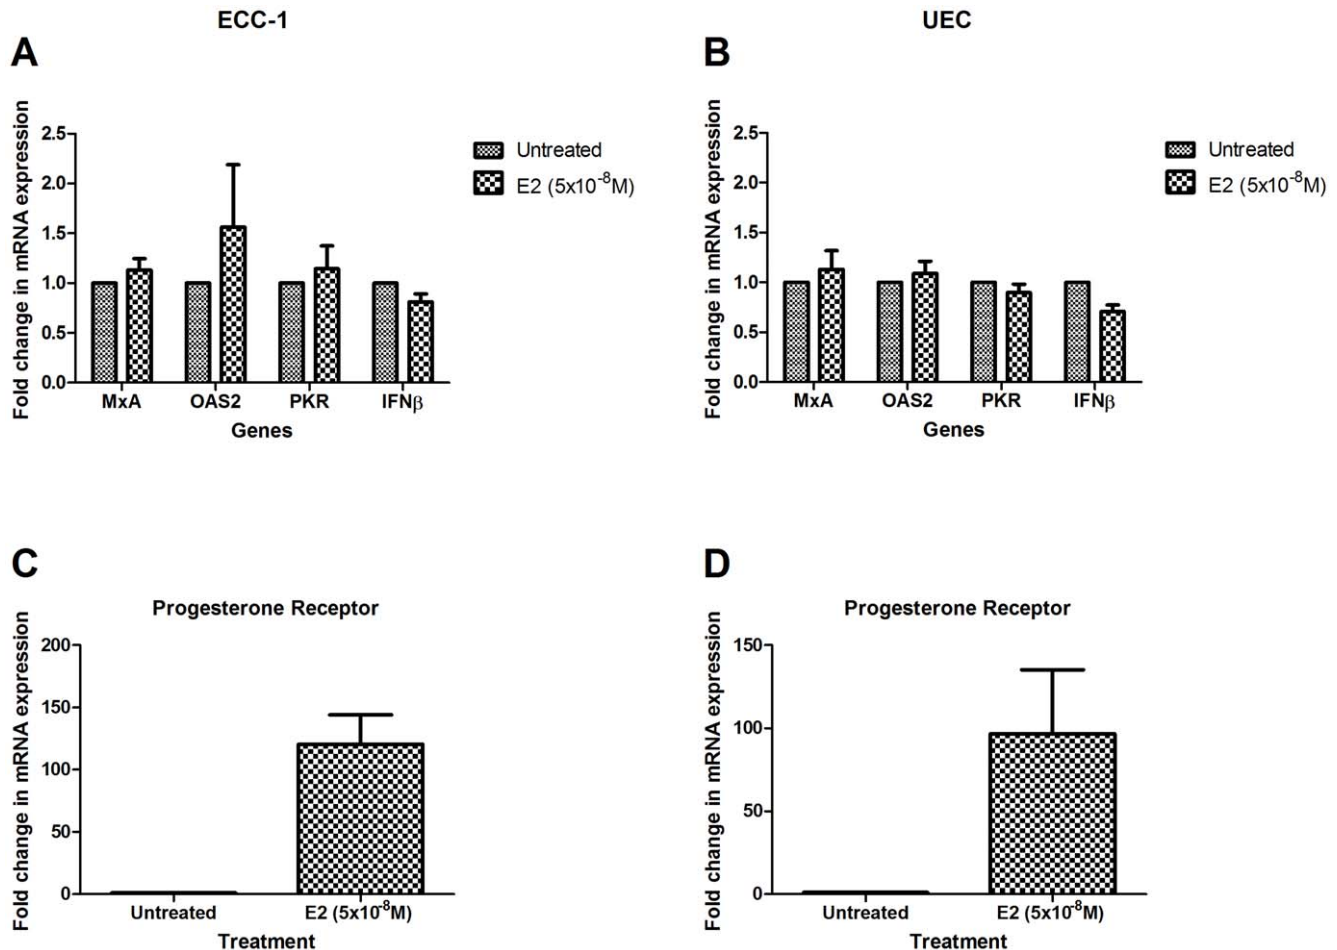 ECC-1
UEC
A
Fold change in mRNA expression
2.5
2.0
1.5
1.0
0.5
0.0
MxA OAS2 PKR IFNβ
Genes
Untreated
E2 (5x10⁻⁸M)
B
Fold change in mRNA expression
2.5
2.0
1.5
1.0
0.5
0.0
MxA OAS2 PKR IFNβ
Genes
Untreated
E2 (5x10⁻⁸M)
C
Progesterone Receptor
Fold change in mRNA expression
200
150
100
50
0
Untreated E2 (5x10⁻⁸M)
Treatment
D
Progesterone Receptor
Fold change in mRNA expression
150
100
50
0
Untreated E2 (5x10⁻⁸M)
Treatment